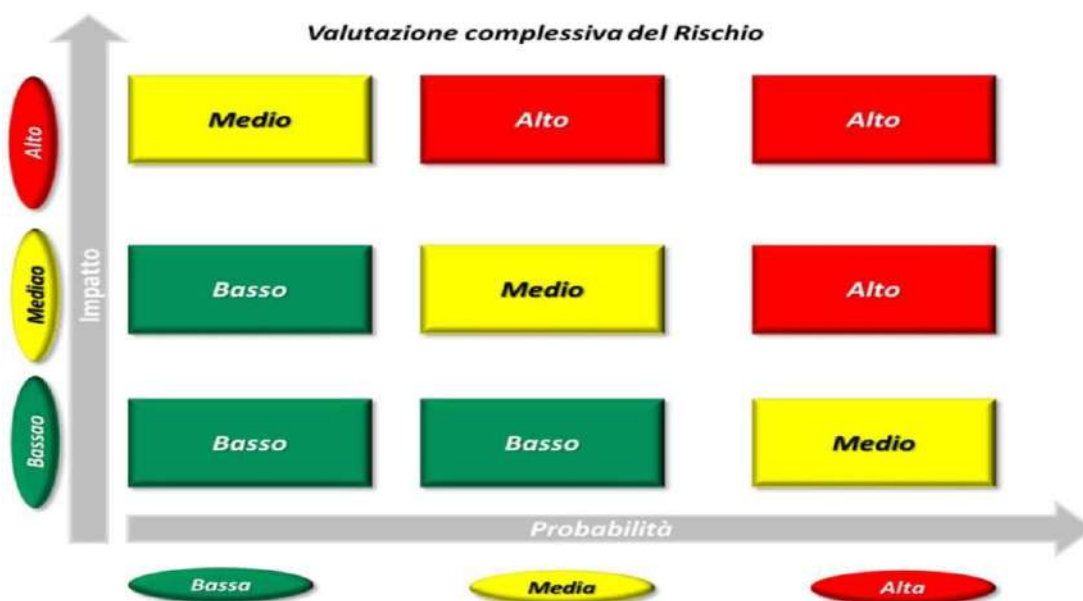 Valutazione complessiva del Rischio
Alto
Medio
Alto
Alto
Impatto
Mediao
Basso
Medio
Alto
Bassao
Basso
Basso
Medio
Probabilità
Bassa
Media
Alta